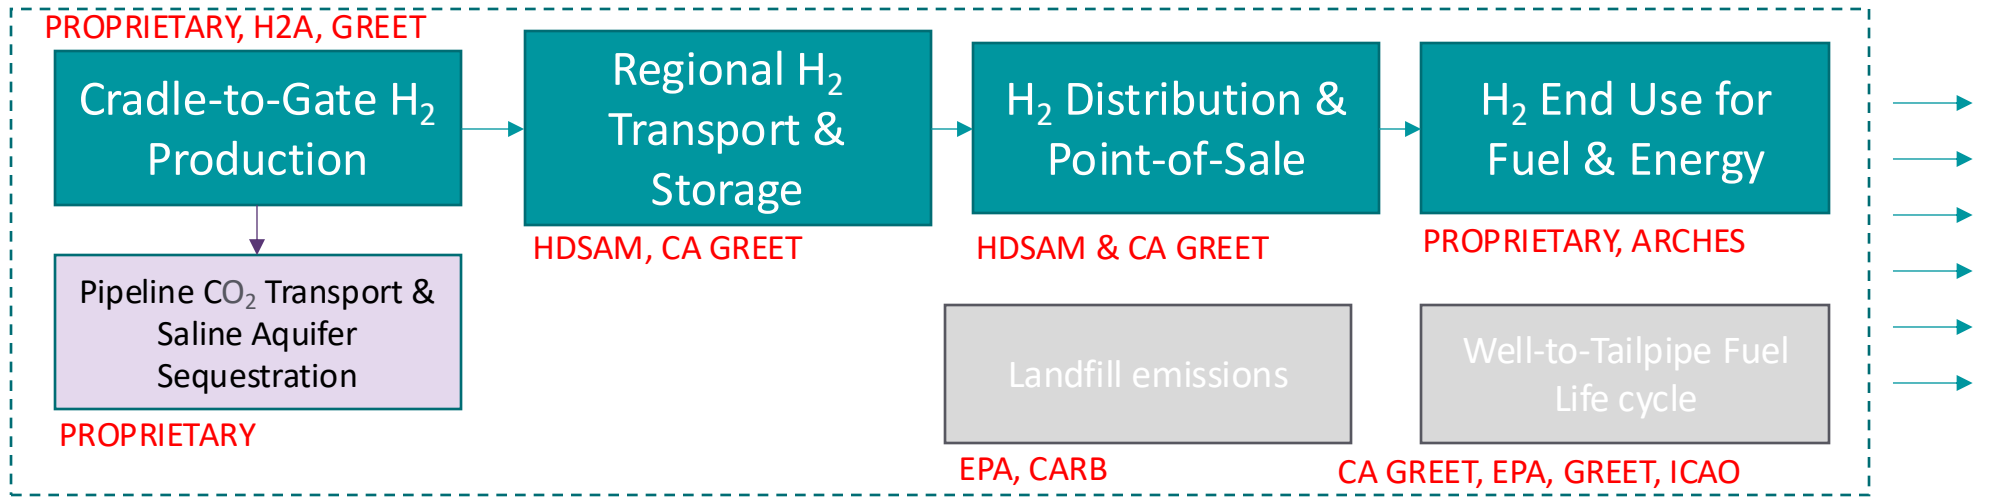 PROPRIETARY, H2A, GREET
Cradle-to-Gate H₂
Production
Regional H₂
Transport &
Storage
H₂ Distribution &
Point-of-Sale
H₂ End Use for
Fuel & Energy
HDSAM, CA GREET
HDSAM & CA GREET
PROPRIETARY, ARCHES
Pipeline CO₂ Transport &
Saline Aquifer
Sequestration
PROPRIETARY
Landfill emissions
EPA, CARB
Well-to-Tailpipe Fuel
Life cycle
CA GREET, EPA, GREET, ICAO